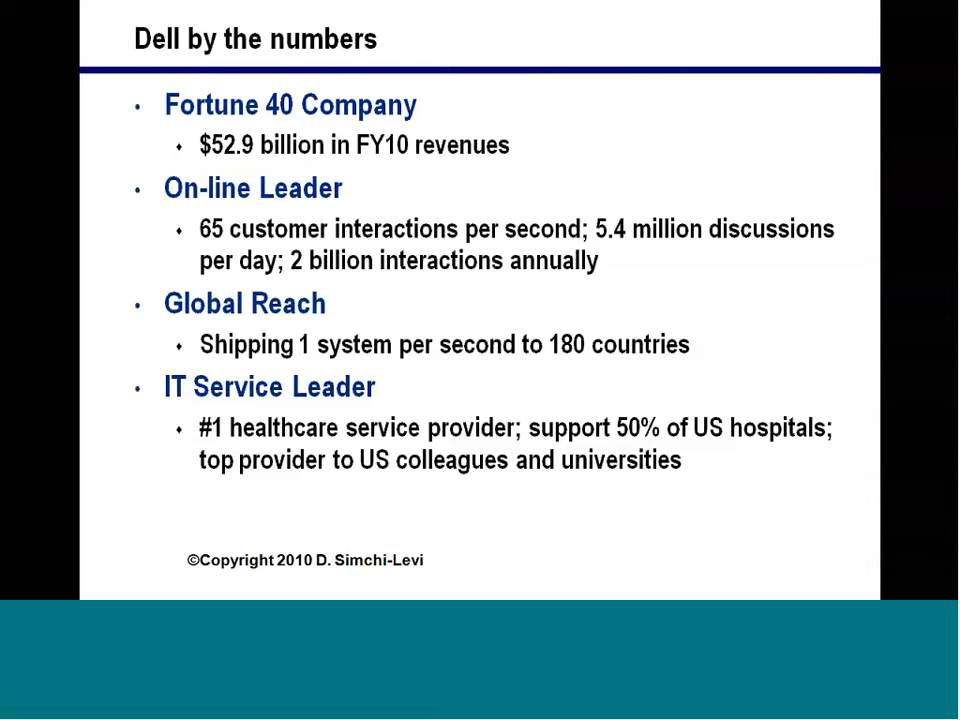 Dell by the numbers
• Fortune 40 Company
♦ $52.9 billion in FY10 revenues
• On-line Leader
♦ 65 customer interactions per second; 5.4 million discussions
per day; 2 billion interactions annually
• Global Reach
♦ Shipping 1 system per second to 180 countries
• IT Service Leader
♦ #1 healthcare service provider; support 50% of US hospitals;
top provider to US colleagues and universities
©Copyright 2010 D. Simchi-Levi